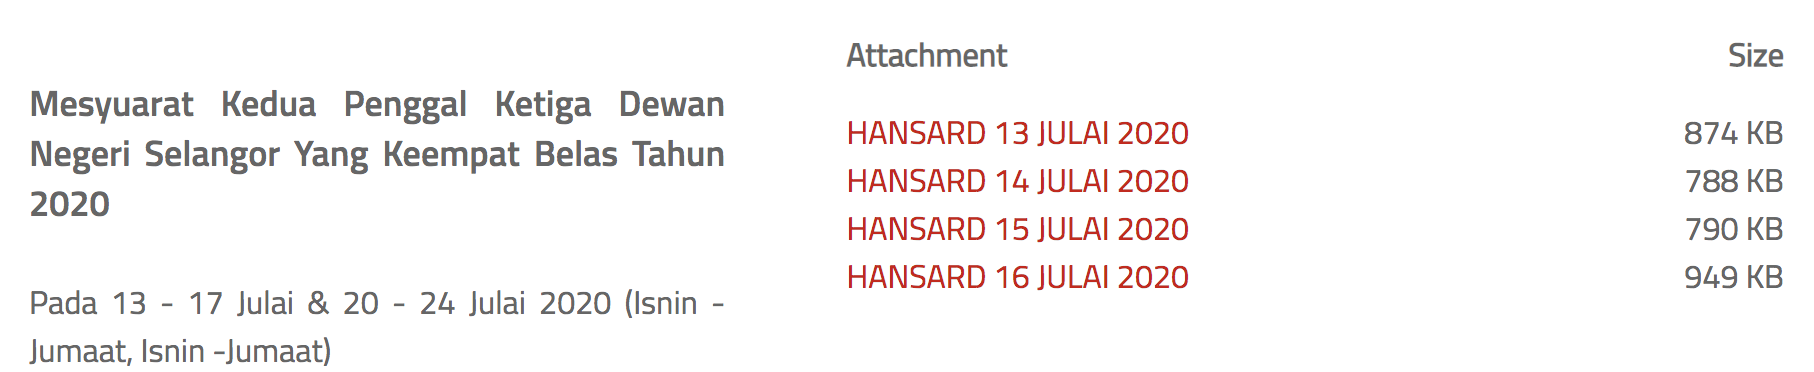 Mesyuarat Kedua Penggal Ketiga Dewan
Negeri Selangor Yang Keempat Belas Tahun
2020
Pada 13 - 17 Julai & 20 - 24 Julai 2020 (Isnin -
Jumaat, Isnin -Jumaat)
Attachment Size
HANSARD 13 JULAI 2020 874 KB
HANSARD 14 JULAI 2020 788 KB
HANSARD 15 JULAI 2020 790 KB
HANSARD 16 JULAI 2020 949 KB